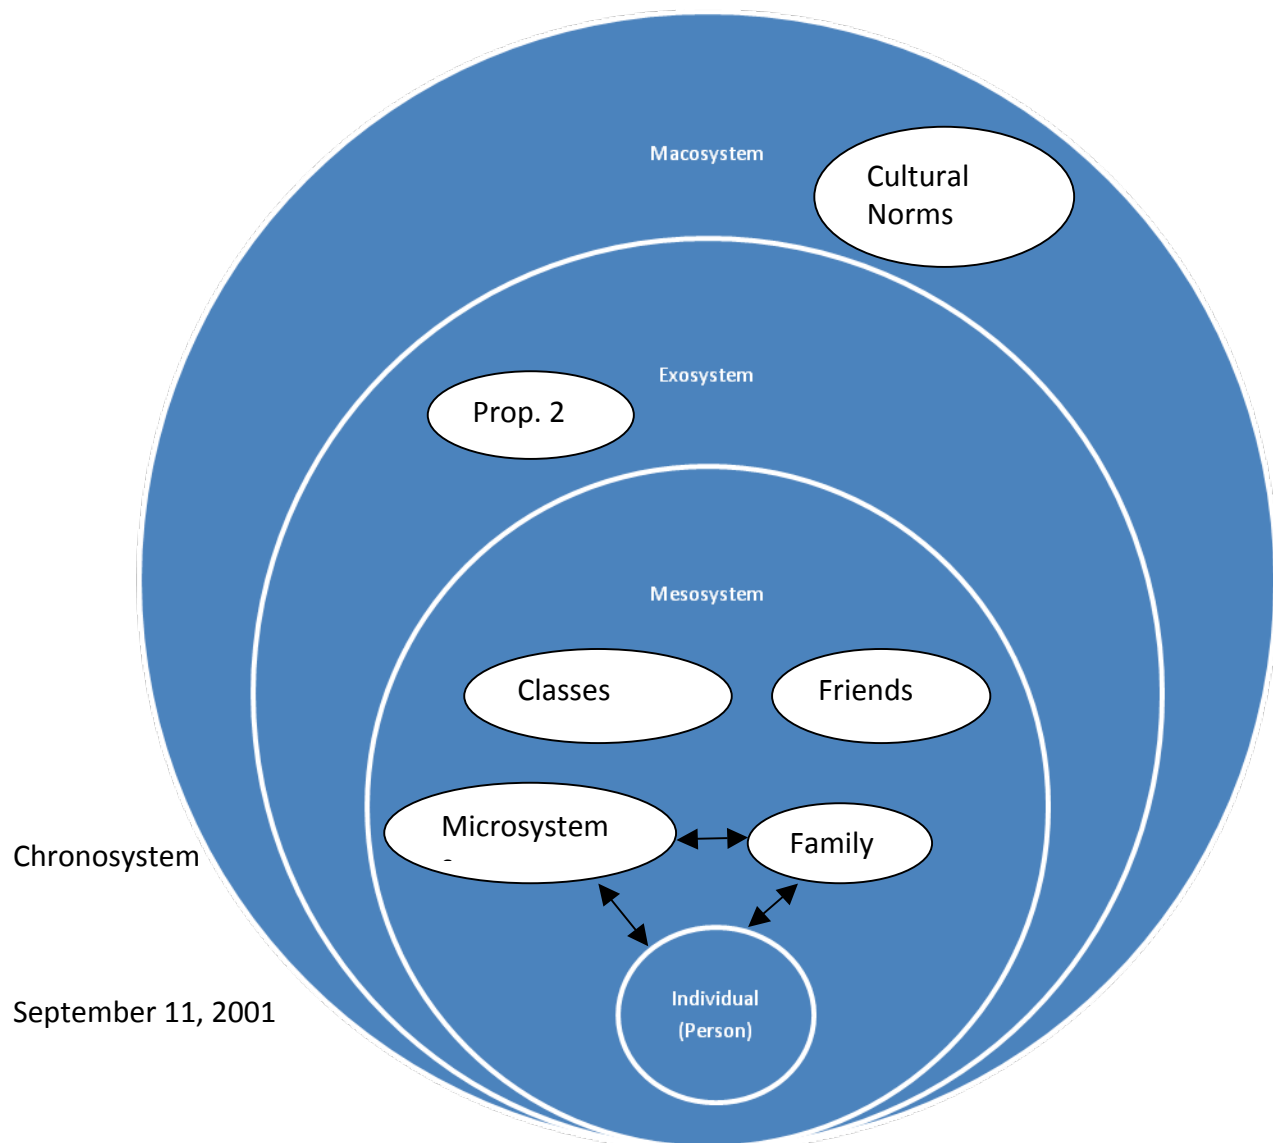 Macosystem
Cultural
Norms
Exosystem
Prop. 2
Mesosystem
Classes
Friends
Microsystem
Family
Chronosystem
Individual
(Person)
September 11, 2001